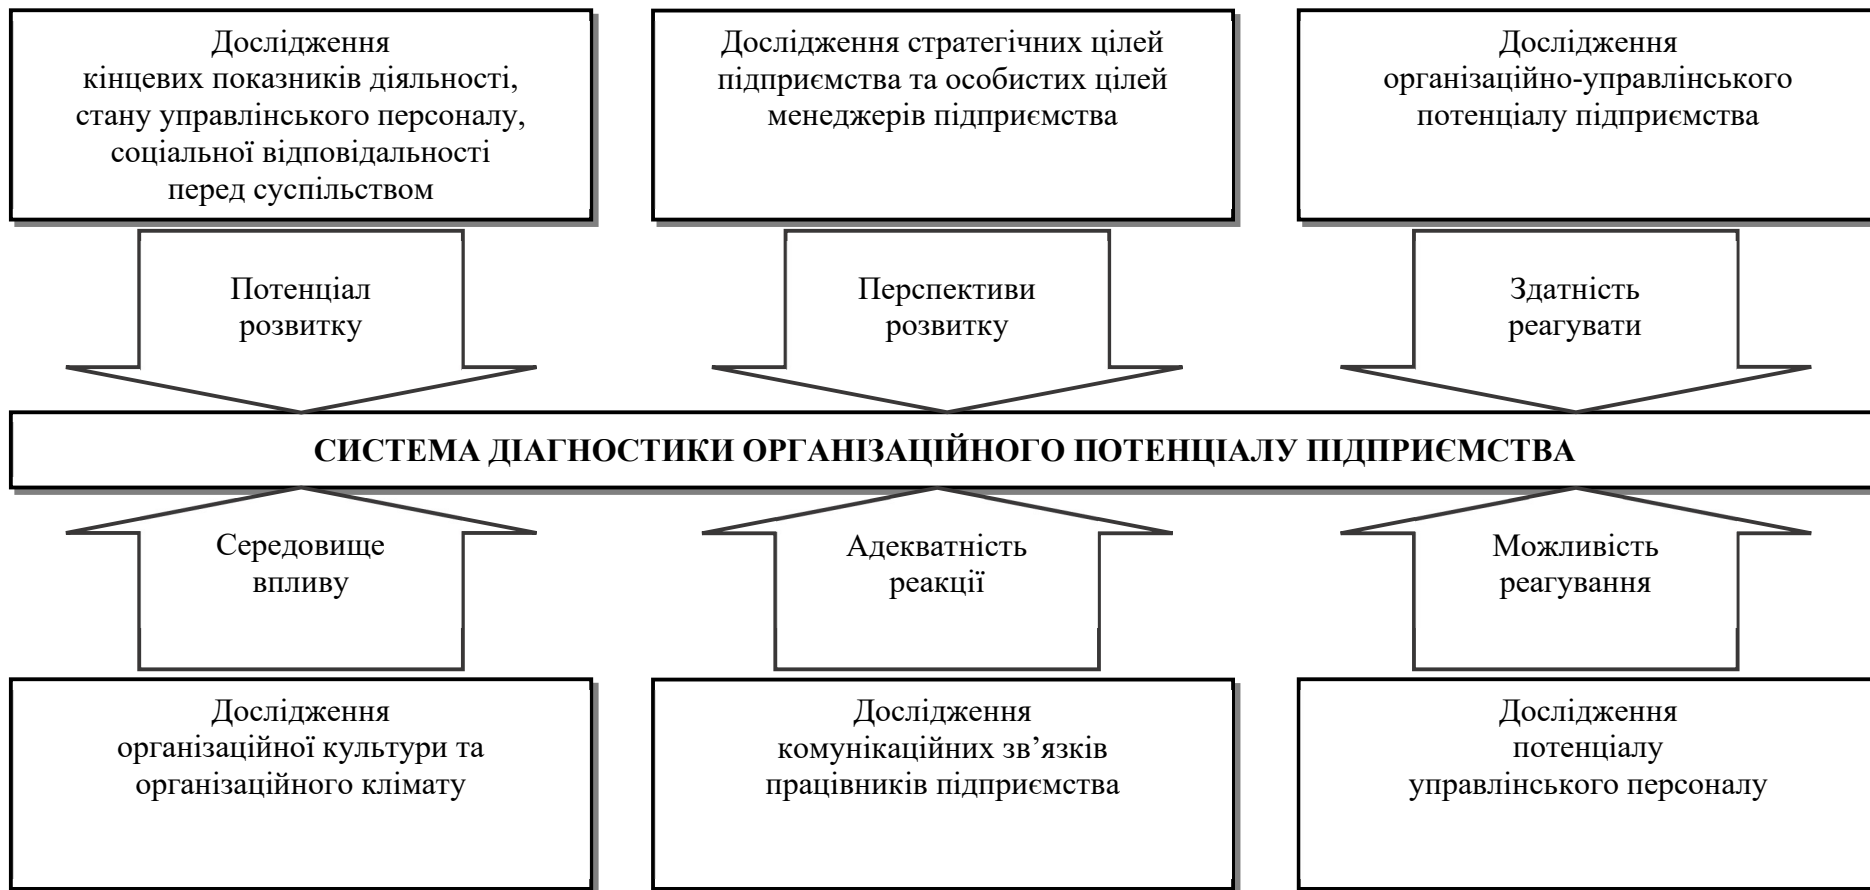 Дослідження
кінцевих показників діяльності,
стану управлінського персоналу,
соціальної відповідальності
перед суспільством
Дослідження стратегічних цілей
підприємства та особистих цілей
менеджерів підприємства
Дослідження
організаційно-управлінського
потенціалу підприємства
Потенціал
розвитку
Перспективи
розвитку
Здатність
реагувати
СИСТЕМА ДІАГНОСТИКИ ОРГАНІЗАЦІЙНОГО ПОТЕНЦІАЛУ ПІДПРИЄМСТВА
Середовище
впливу
Адекватність
реакції
Можливість
реагування
Дослідження
організаційної культури та
організаційного клімату
Дослідження
комунікаційних зв’язків
працівників підприємства
Дослідження
потенціалу
управлінського персоналу